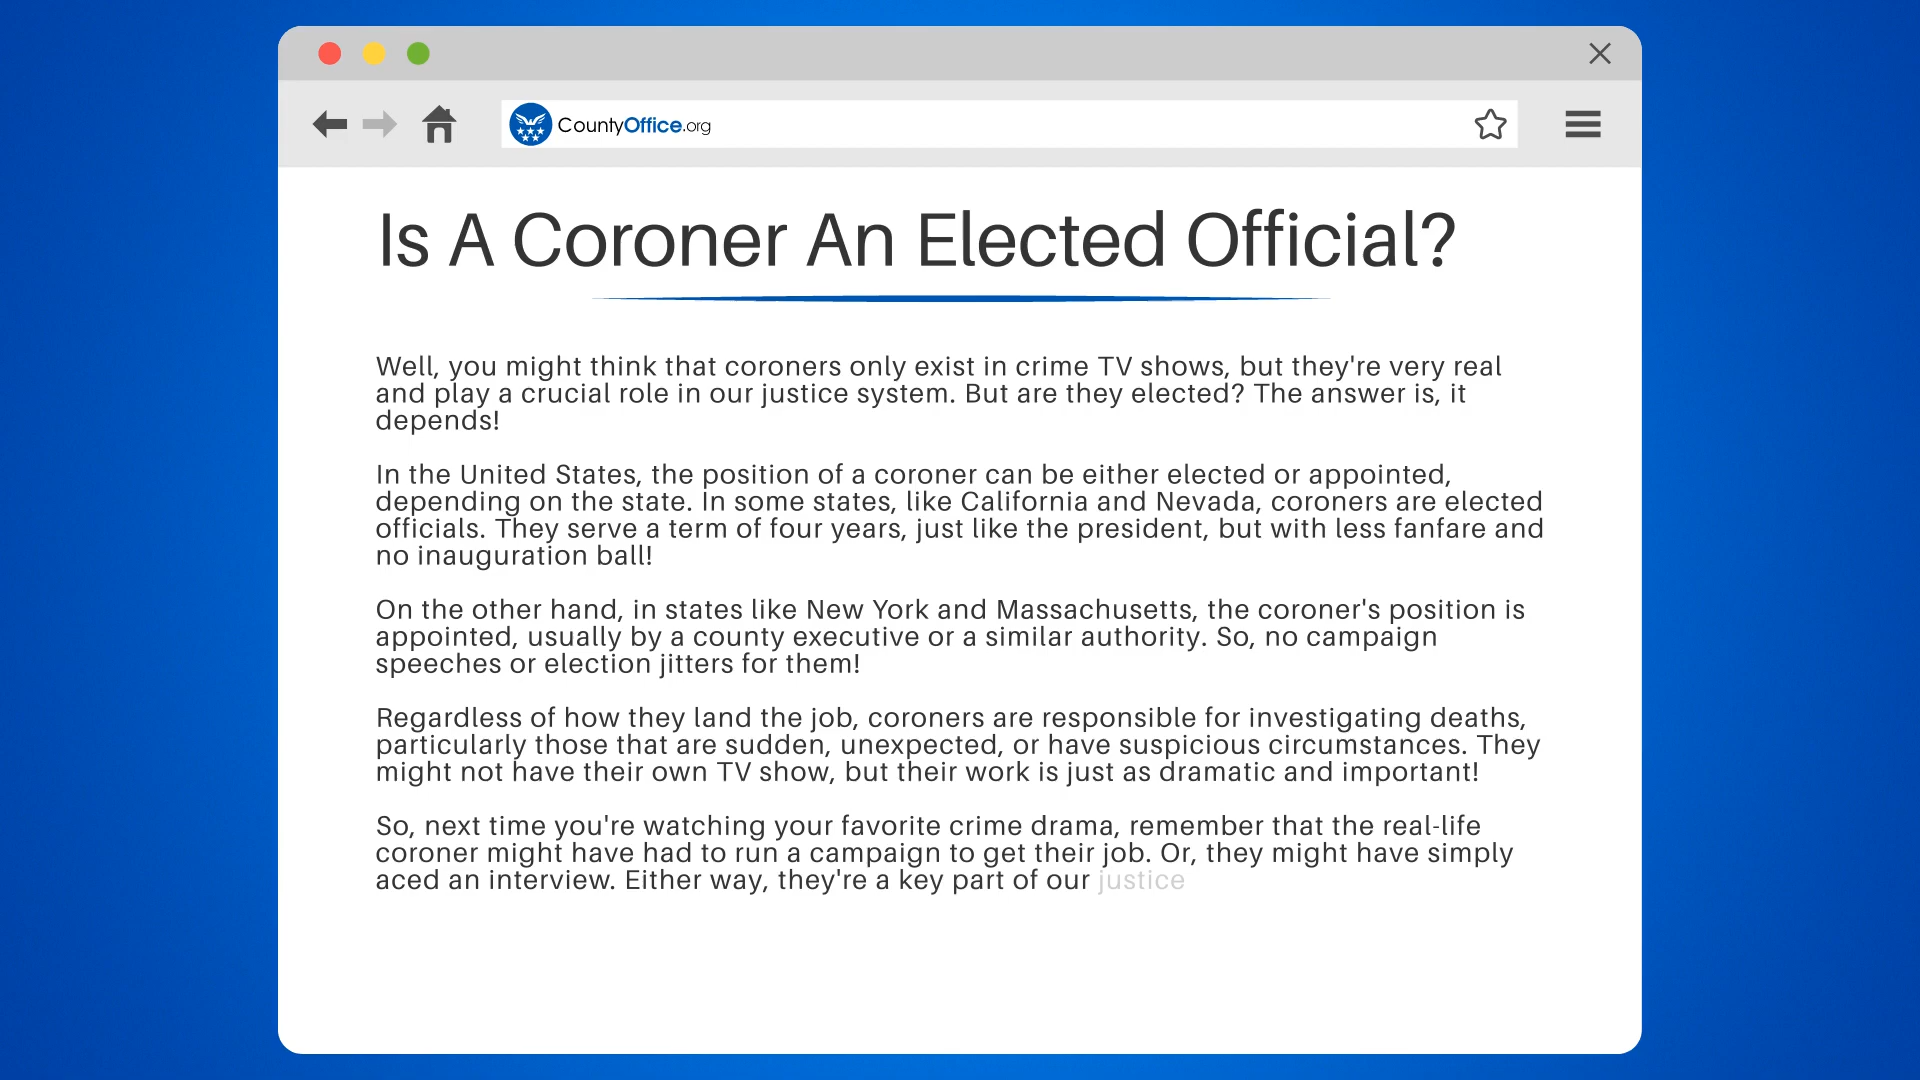 CountyOffice.org
Is A Coroner An Elected Official?
Well, you might think that coroners only exist in crime TV shows, but they're very real
and play a crucial role in our justice system. But are they elected? The answer is, it
depends!
In the United States, the position of a coroner can be either elected or appointed,
depending on the state. In some states, like California and Nevada, coroners are elected
officials. They serve a term of four years, just like the president, but with less fanfare and
no inauguration ball!
On the other hand, in states like New York and Massachusetts, the coroner's position is
appointed, usually by a county executive or a similar authority. So, no campaign
speeches or election jitters for them!
Regardless of how they land the job, coroners are responsible for investigating deaths,
particularly those that are sudden, unexpected, or have suspicious circumstances. They
might not have their own TV show, but their work is just as dramatic and important!
So, next time you're watching your favorite crime drama, remember that the real-life
coroner might have had to run a campaign to get their job. Or, they might have simply
aced an interview. Either way, they're a key part of our justice